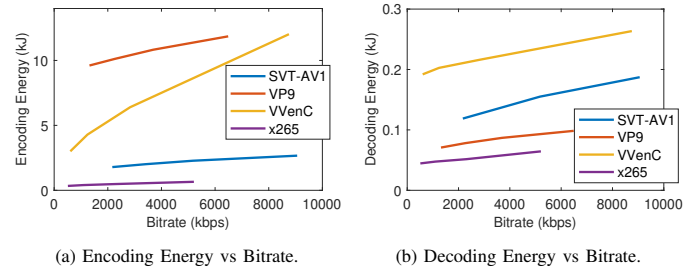 Encoding Energy (kJ)
10
5
0
0
2000
4000
6000
8000
10000
Bitrate (kbps)
SVT-AV1
VP9
VVenC
x265
(a) Encoding Energy vs Bitrate.
Decoding Energy (kJ)
0.3
0.2
0.1
0
0
2000
4000
6000
8000
10000
Bitrate (kbps)
SVT-AV1
VP9
VVenC
x265
(b) Decoding Energy vs Bitrate.